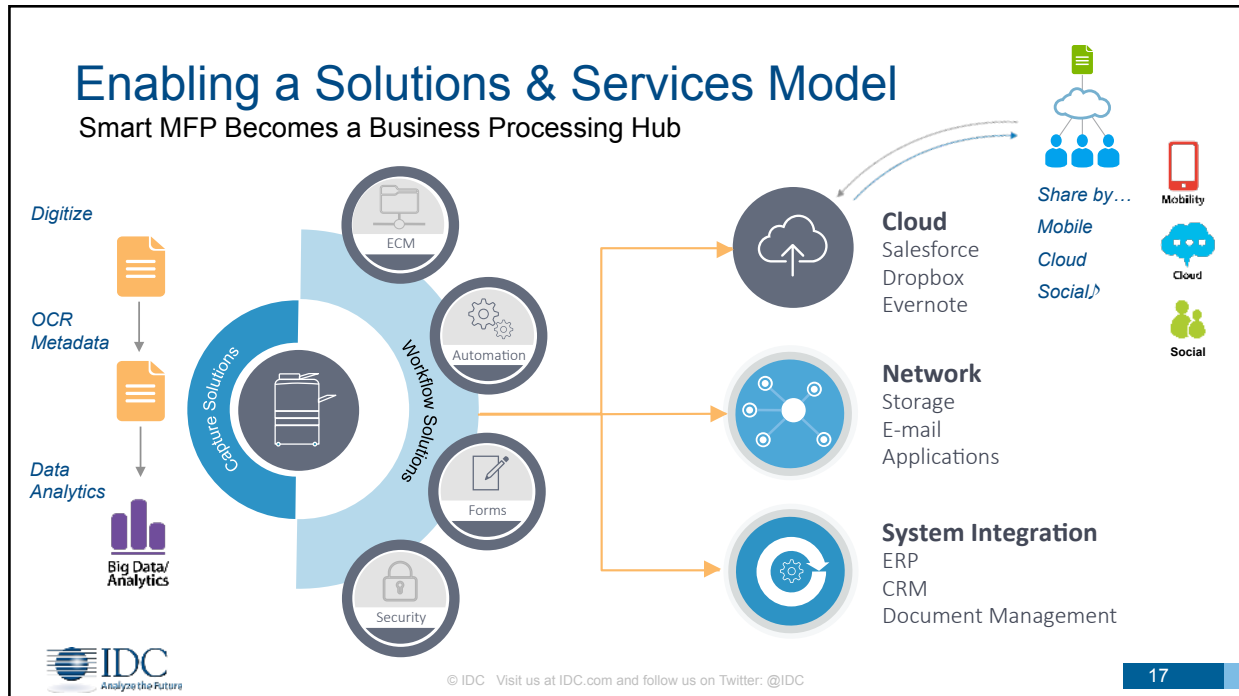 Enabling a Solutions & Services Model
Smart MFP Becomes a Business Processing Hub
Digitize
OCR
Metadata
Data
Analytics
Big Data/
Analytics
Capture Solutions
Workflow Solutions
ECM
Automation
Forms
Security
Cloud
Salesforce
Dropbox
Evernote
Network
Storage
E-mail
Applications
System Integration
ERP
CRM
Document Management
Share by…
Mobile
Cloud
Social♪
Mobility
Cloud
Social
IDC
Analyze the Future
© IDC Visit us at IDC.com and follow us on Twitter: @IDC
17